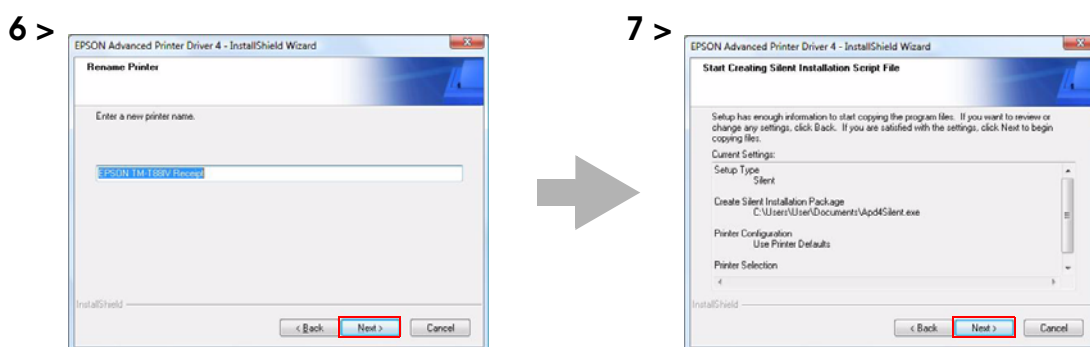 6 >
EPSON Advanced Printer Driver 4 - InstallShield Wizard
Rename Printer
Enter a new printer name.
EPSON TM-T88IV Receipt
InstallShield
< Back
Next >
Cancel
7 >
EPSON Advanced Printer Driver 4 - InstallShield Wizard
Start Creating Silent Installation Script File
Setup has enough information to start copying the program files. If you want to review or
change any settings, click Back. If you are satisfied with the settings, click Next to begin
copying files.
Current Settings:
Setup Type
Silent
Create Silent Installation Package
C:\Users\User\Documents\Apd4Silent.exe
Printer Configuration
Use Printer Defaults
Printer Selection
InstallShield
< Back
Next >
Cancel